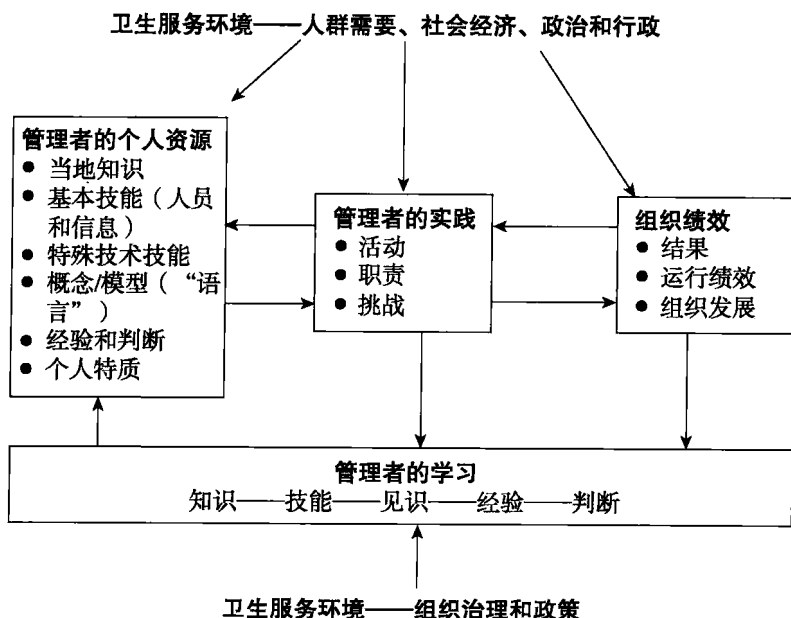 卫生服务环境——人群需要、社会经济、政治和行政
管理者的个人资源
● 当地知识
● 基本技能（人员
和信息）
● 特殊技术技能
● 概念/模型（“语
言”）
● 经验和判断
● 个人特质
管理者的实践
● 活动
● 职责
● 挑战
组织绩效
● 结果
● 运行绩效
● 组织发展
管理者的学习
知识——技能——见识——经验——判断
卫生服务环境——组织治理和政策